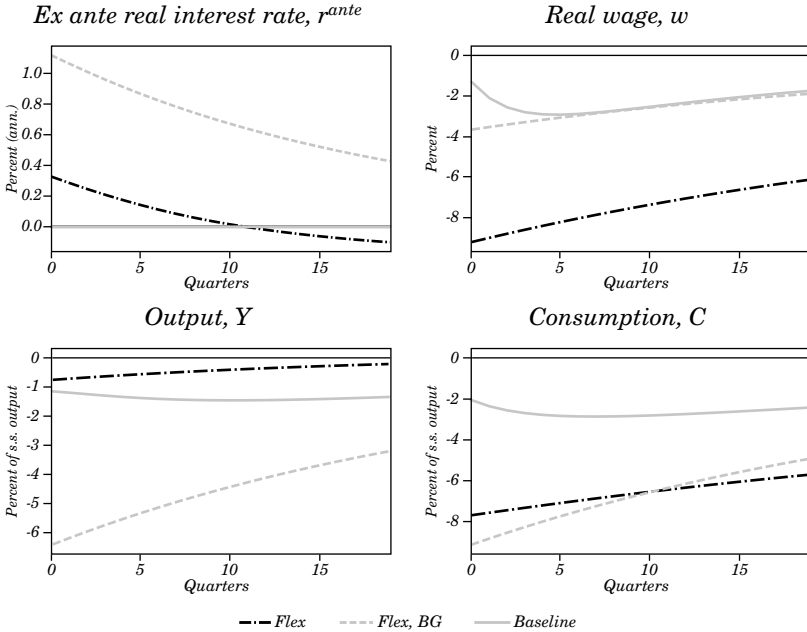 Ex ante real interest rate, r^ante
Real wage, w
Percent (ann.)
1.0
0.8
0.6
0.4
0.2
0.0
0
5
10
15
Quarters
Percent
0
-2
-4
-6
-8
0
5
10
15
Quarters
Output, Y
Consumption, C
Percent of s.s. output
0
-1
-2
-3
-4
-5
-6
0
5
10
15
Quarters
Percent of s.s. output
0
-2
-4
-6
-8
0
5
10
15
Quarters
Flex
Flex, BG
Baseline